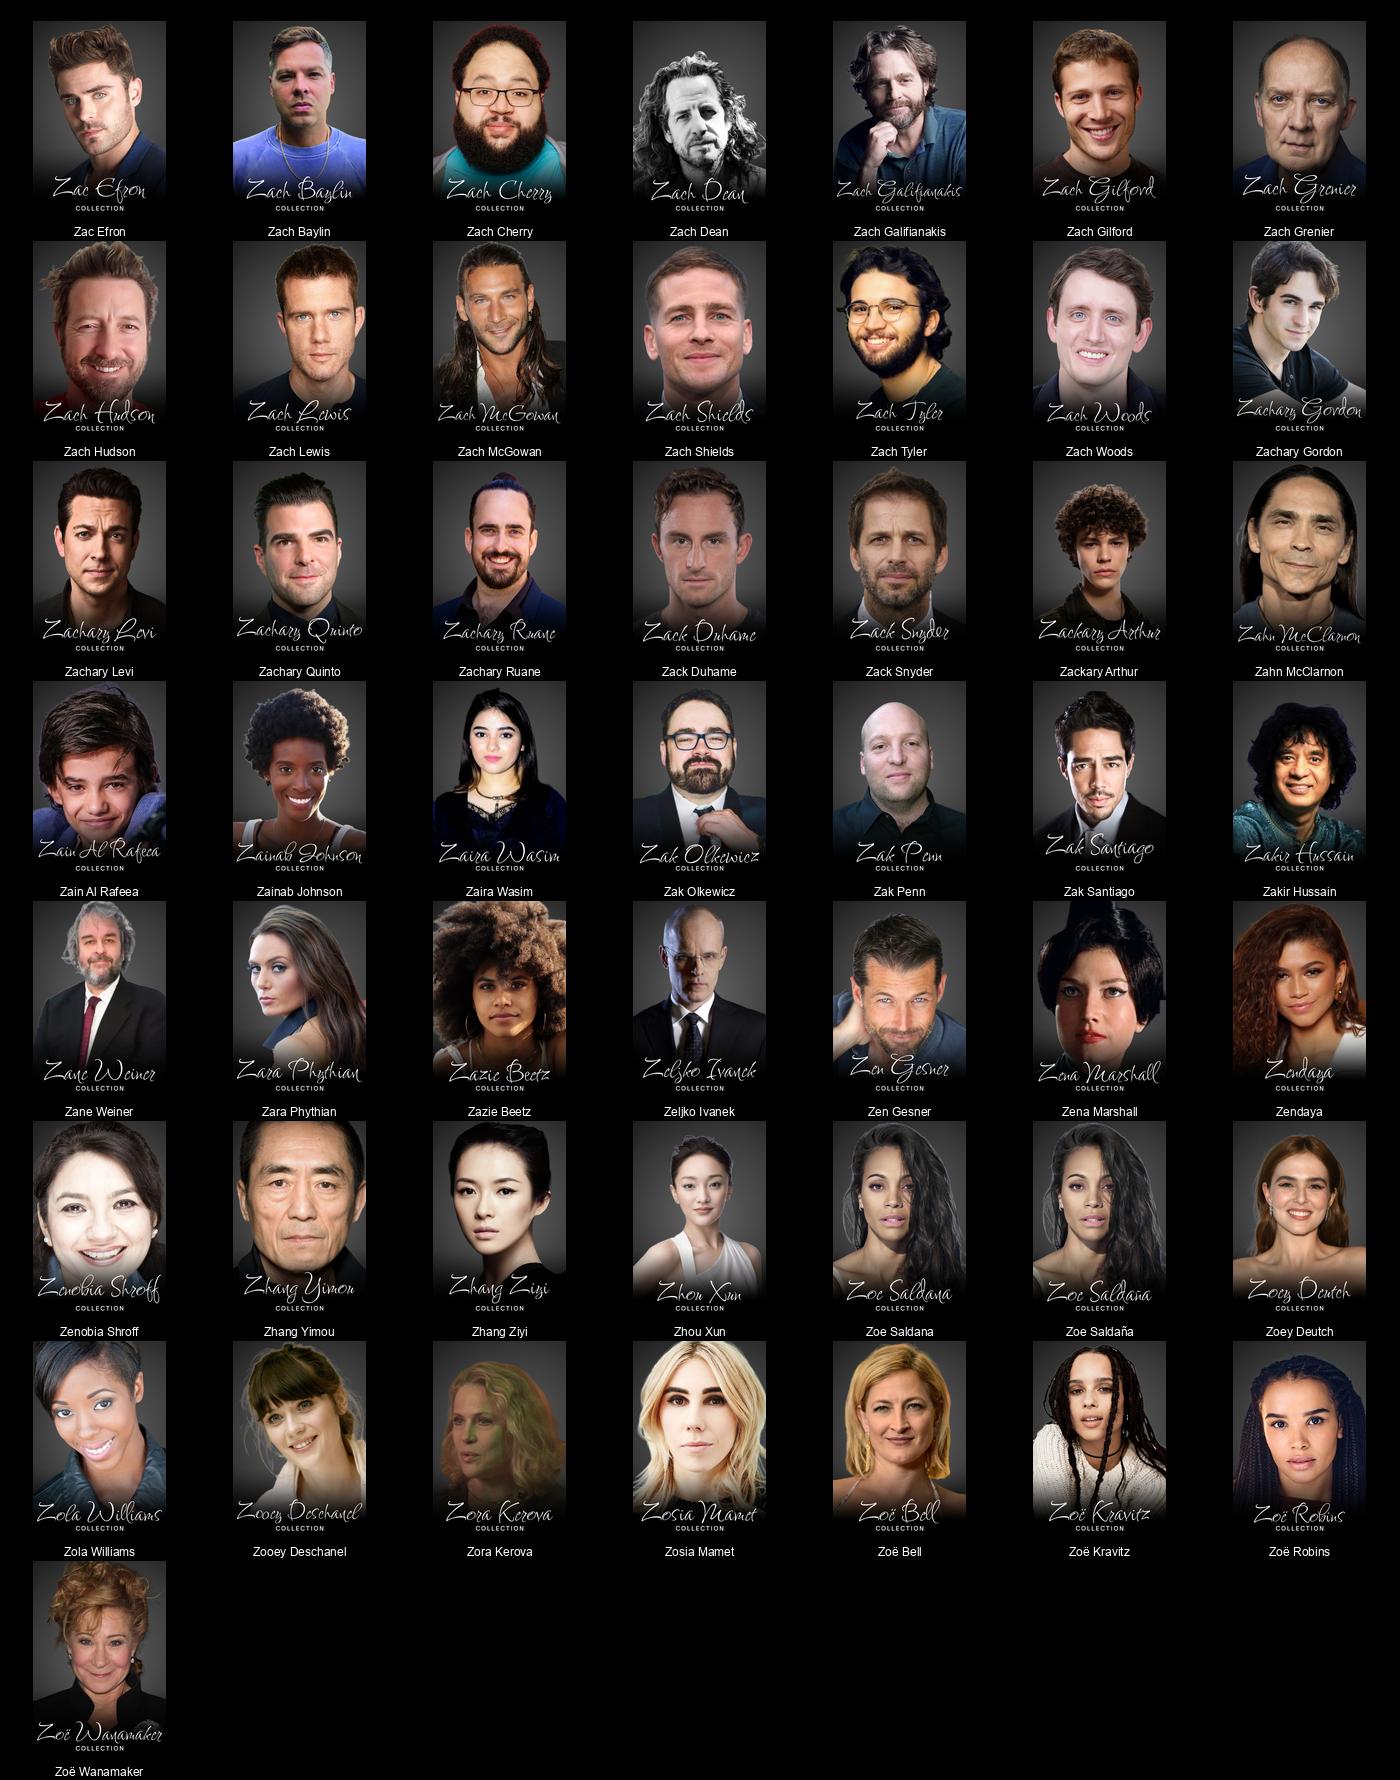 Zac Efron Zach Baylin Zach Cherry Zach Dean Zach Galifianakis Zach Gilford Zach Grenier
COLLECTION COLLECTION COLLECTION COLLECTION COLLECTION COLLECTION COLLECTION
Zac Efron Zach Baylin Zach Cherry Zach Dean Zach Galifianakis Zach Gilford Zach Grenier
Zach Hudson Zach Lewis Zach McGowan Zach Shields Zach Tyler Zach Woods Zachary Gordon
COLLECTION COLLECTION COLLECTION COLLECTION COLLECTION COLLECTION COLLECTION
Zach Hudson Zach Lewis Zach McGowan Zach Shields Zach Tyler Zach Woods Zachary Gordon
Zachary Levi Zachary Quinto Zachary Ruane Zack Duhame Zack Snyder Zackary Arthur Zahn McClarnon
COLLECTION COLLECTION COLLECTION COLLECTION COLLECTION COLLECTION COLLECTION
Zachary Levi Zachary Quinto Zachary Ruane Zack Duhame Zack Snyder Zackary Arthur Zahn McClarnon
Zain Al Rafeea Zainab Johnson Zaira Wasim Zak Olkewicz Zak Penn Zak Santiago Zakir Hussain
COLLECTION COLLECTION COLLECTION COLLECTION COLLECTION COLLECTION COLLECTION
Zain Al Rafeea Zainab Johnson Zaira Wasim Zak Olkewicz Zak Penn Zak Santiago Zakir Hussain
Zane Weiner Zara Phythian Zazie Beetz Zeljko Ivanek Zen Gesner Zena Marshall Zendaya
COLLECTION COLLECTION COLLECTION COLLECTION COLLECTION COLLECTION COLLECTION
Zane Weiner Zara Phythian Zazie Beetz Zeljko Ivanek Zen Gesner Zena Marshall Zendaya
Zenobia Shroff Zhang Yimou Zhang Ziyi Zhou Xun Zoe Saldana Zoe Saldana Zoey Deutch
COLLECTION COLLECTION COLLECTION COLLECTION COLLECTION COLLECTION COLLECTION
Zenobia Shroff Zhang Yimou Zhang Ziyi Zhou Xun Zoe Saldana Zoe Saldaña Zoey Deutch
Zola Williams Zooey Deschanel Zora Kerova Zosia Mamet Zoë Bell Zoë Kravitz Zoë Robins
COLLECTION COLLECTION COLLECTION COLLECTION COLLECTION COLLECTION COLLECTION
Zola Williams Zooey Deschanel Zora Kerova Zosia Mamet Zoë Bell Zoë Kravitz Zoë Robins
Zoë Wanamaker
COLLECTION
Zoë Wanamaker